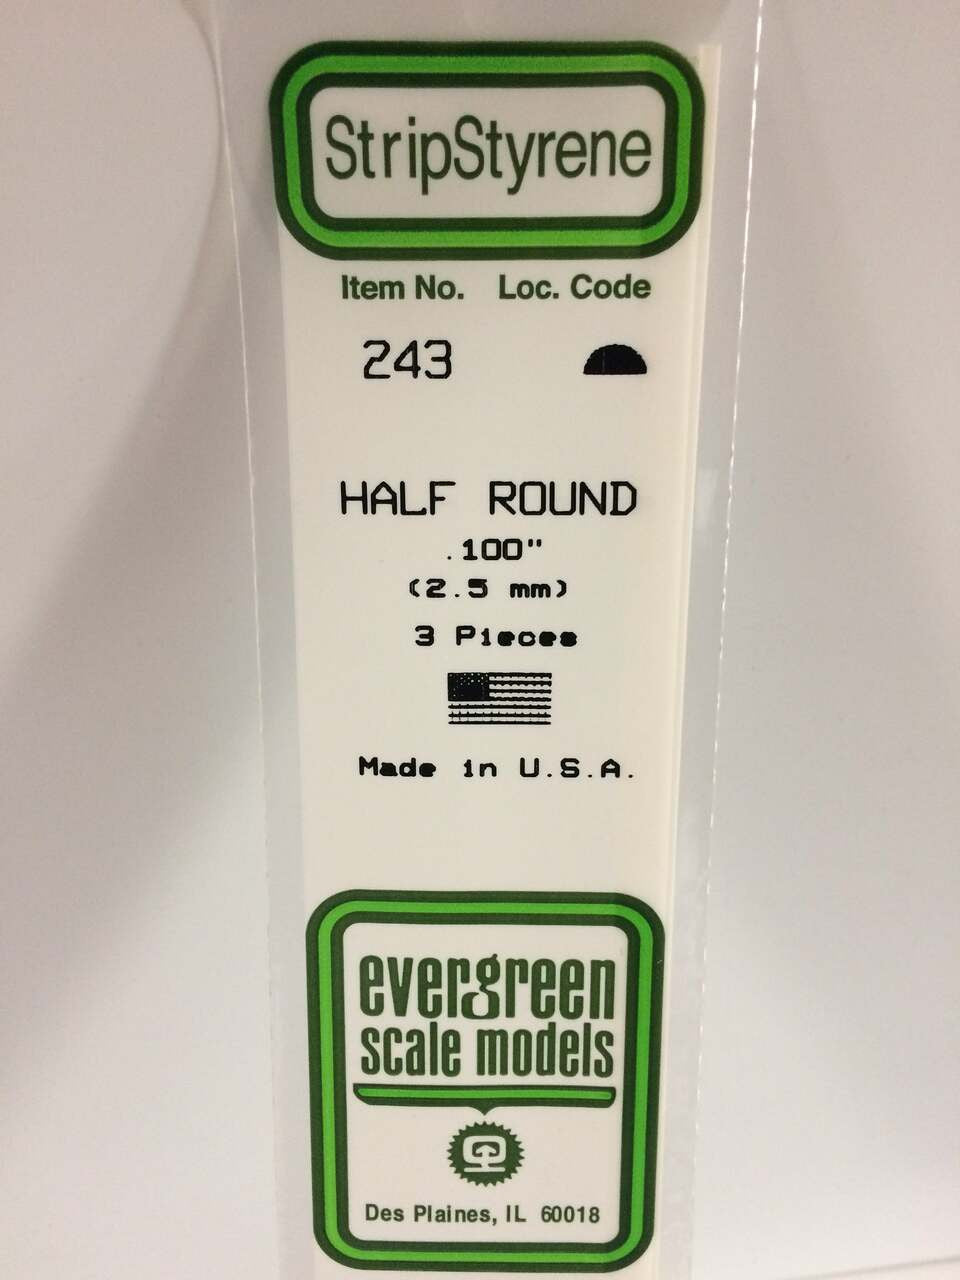 StripStyrene
Item No. Loc. Code
243
HALF ROUND
.100"
(2.5 mm)
3 Pieces
Made in U.S.A.
evergreen
scale models
Des Plaines, IL 60018